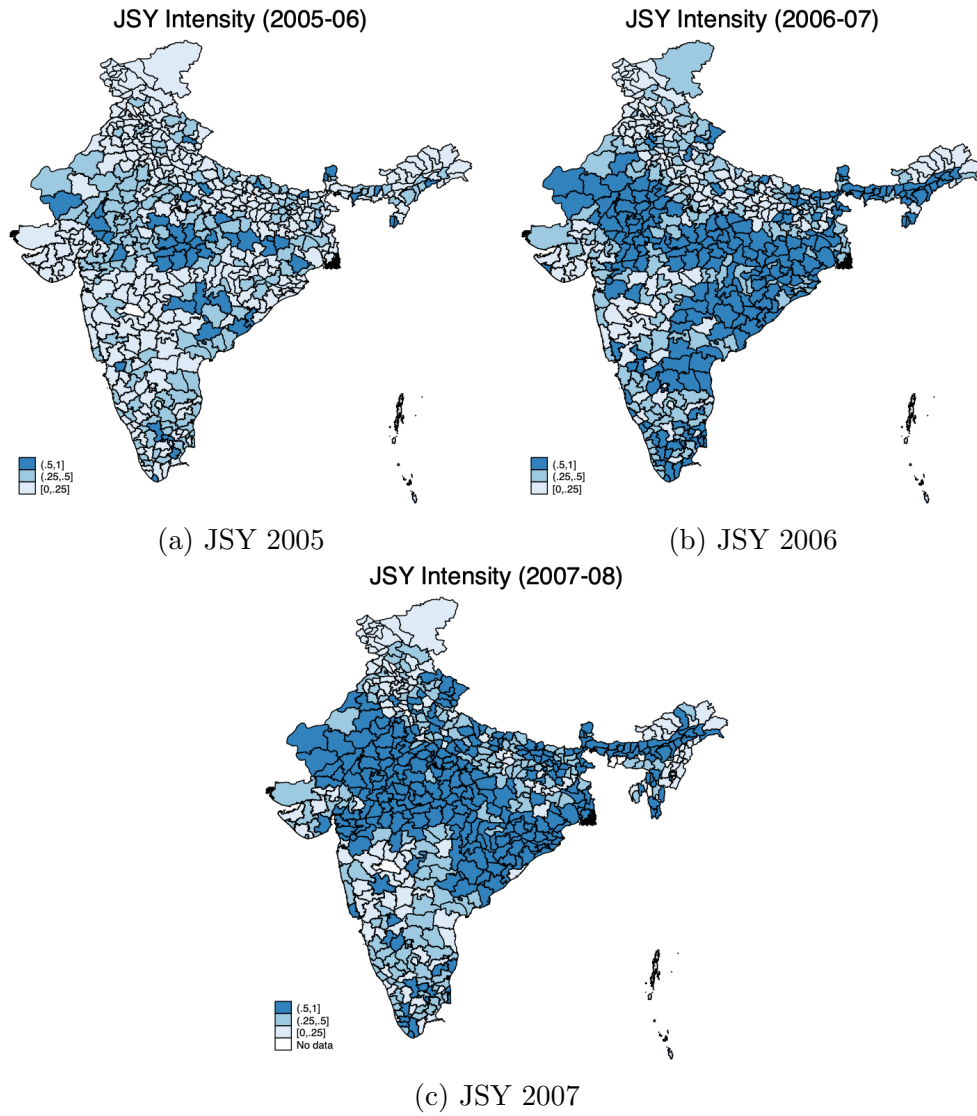 JSY Intensity (2005-06)
(.5,1]
(.25,.5]
[0,.25]
(a) JSY 2005
JSY Intensity (2006-07)
(.5,1]
(.25,.5]
[0,.25]
(b) JSY 2006
JSY Intensity (2007-08)
(.5,1]
(.25,.5]
[0,.25]
No data
(c) JSY 2007